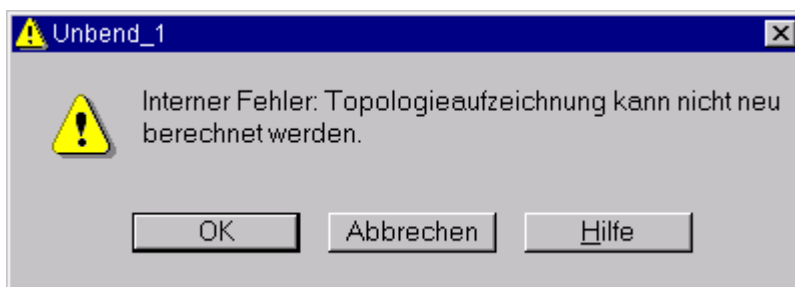 Unbend_1
Interner Fehler: Topologieaufzeichnung kann nicht neu
berechnet werden.
OK
Abbrechen
Hilfe